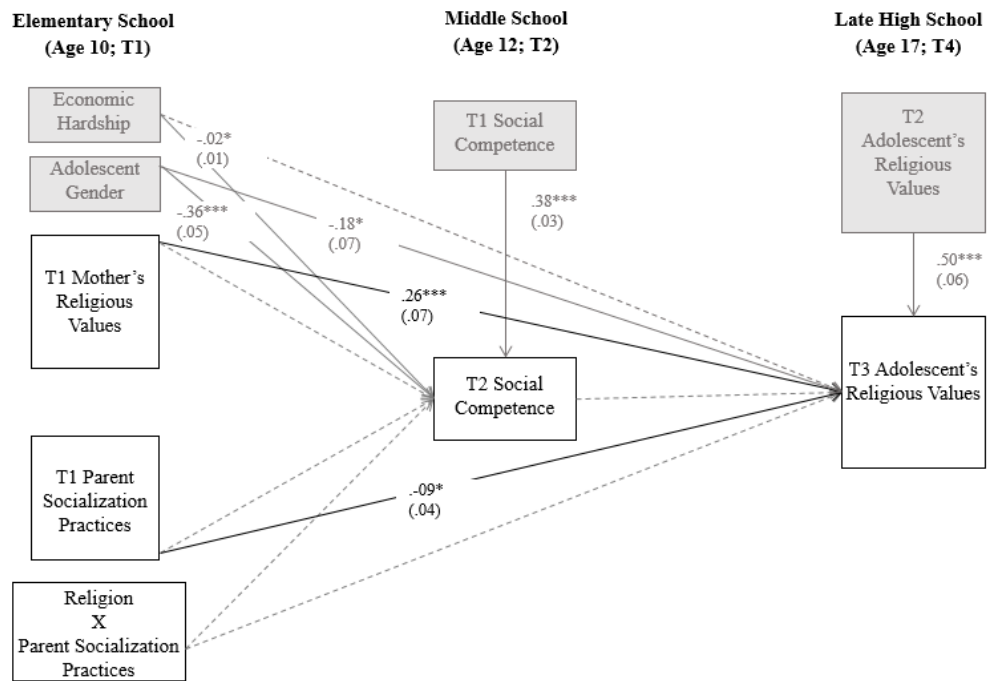 Elementary School
(Age 10; T1)
Middle School
(Age 12; T2)
Late High School
(Age 17; T4)
Economic
Hardship
Adolescent
Gender
T1 Mother's
Religious
Values
T1 Parent
Socialization
Practices
Religion
X
Parent Socialization
Practices
-.02*
(.01)
-.36***
(.05)
-.18*
(.07)
.26***
(.07)
.-09*
(.04)
T1 Social
Competence
.38***
(.03)
T2 Social
Competence
T2
Adolescent's
Religious
Values
.50***
(.06)
T3 Adolescent's
Religious Values